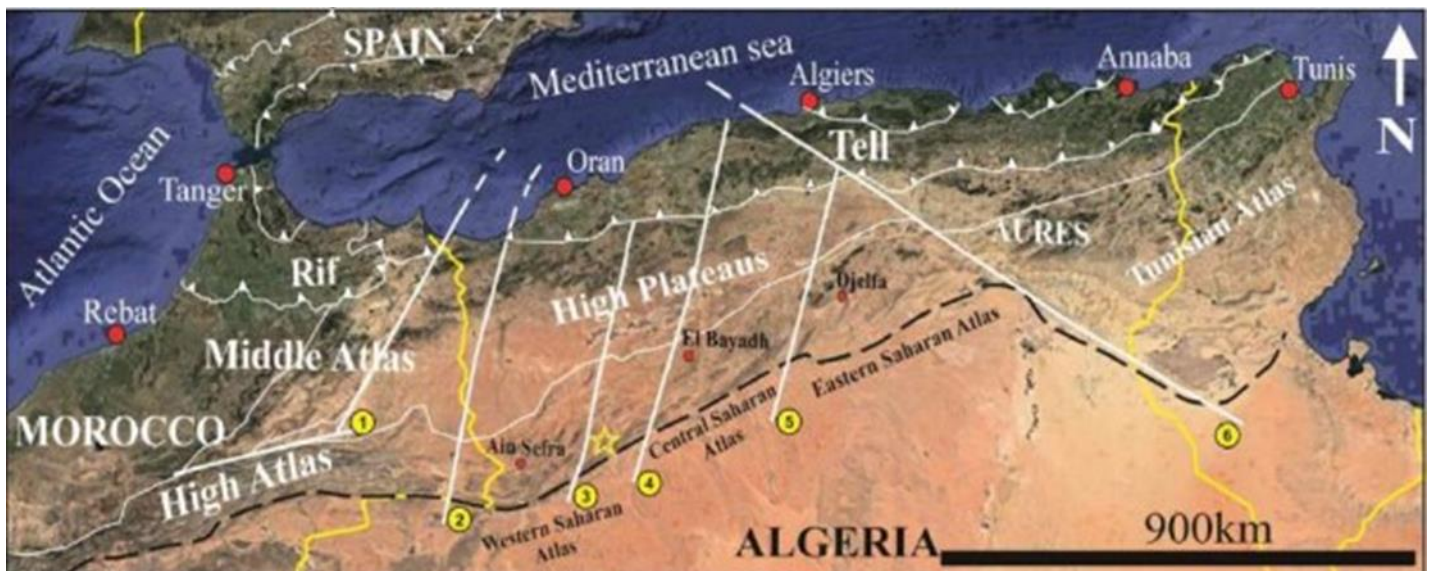 SPAIN
Mediterranean sea
Algiers
Annaba
Tunis
N
Atlantic Ocean
Tanger
Oran
Tell
Rif
High Plateaus
AURES
Tunisian Atlas
Rebat
Djelfa
Middle Atlas
El Bayadh
Eastern Saharan Atlas
MOROCCO
1
Central Saharan
Atlas
5
6
High Atlas
Ain Sefra
2
3
4
Western Saharan
Atlas
ALGERIA
900km